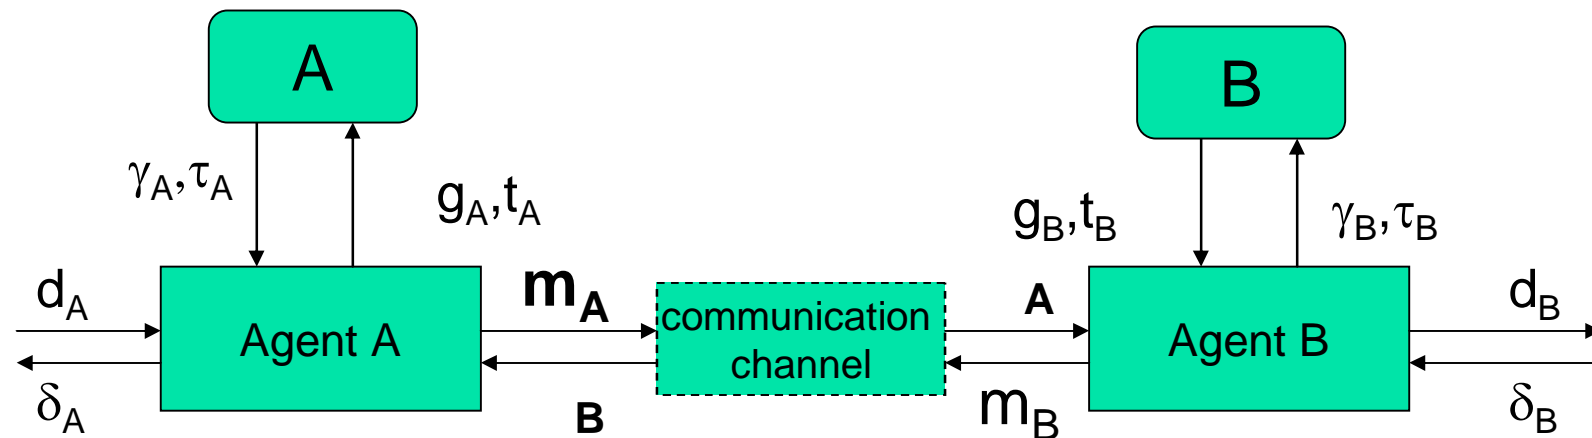 A
B
γA,τA
gA,tA
gB,tB
γB,τB
dA
mA
A
dB
Agent A
communication
channel
Agent B
δA
B
mB
δB